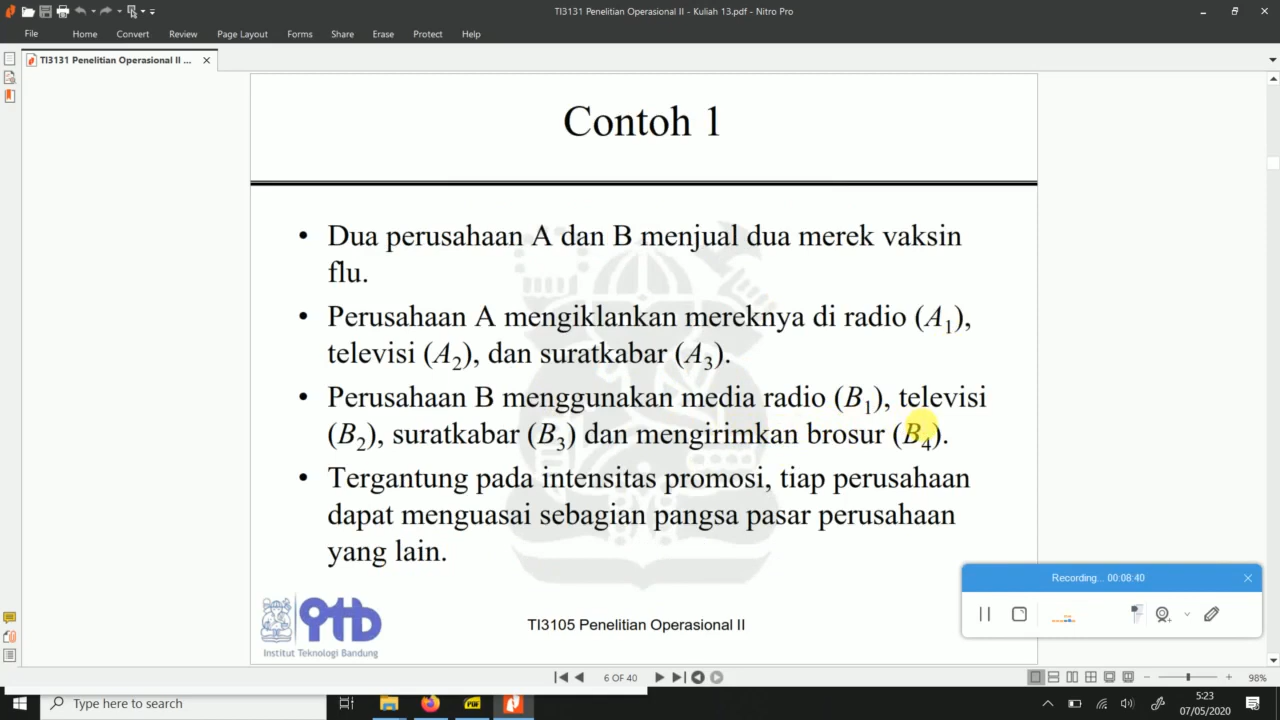 TI3131 Penelitian Operasional II - Kuliah 13.pdf - Nitro Pro
File Home Convert Review Page Layout Forms Share Erase Protect Help
TI3131 Penelitian Operasional II ...
Contoh 1
• Dua perusahaan A dan B menjual dua merek vaksin
flu.
• Perusahaan A mengiklankan mereknya di radio (A1),
televisi (A2), dan suratkabar (A3).
• Perusahaan B menggunakan media radio (B1), televisi
(B2), suratkabar (B3) dan mengirimkan brosur (B4).
• Tergantung pada intensitas promosi, tiap perusahaan
dapat menguasai sebagian pangsa pasar perusahaan
yang lain.
Recording... 00:08:40
Institut Teknologi Bandung
TI3105 Penelitian Operasional II
6 OF 40
98%
Type here to search
PDF
5:23
07/05/2020